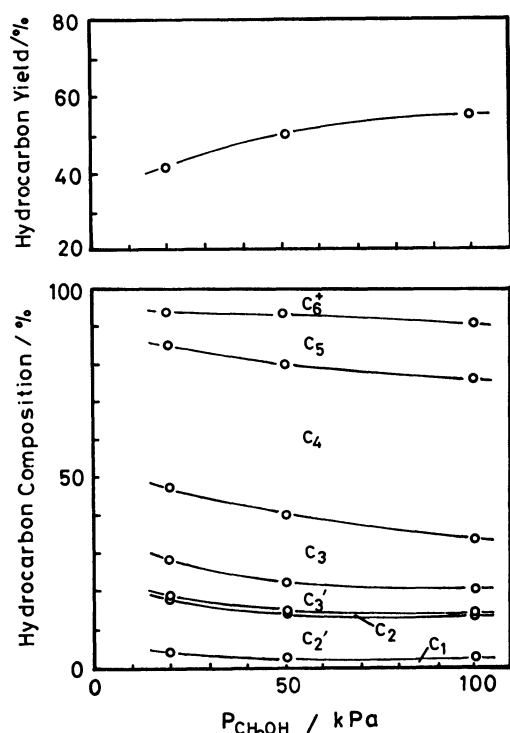 Hydrocarbon Yield/%
80
60
40
20
Hydrocarbon Composition / %
100
50
0
C₆⁺
C₅
C₄
C₃
C₃′
C₂
C₂′
C₁
0 50 100
P_CH₃OH / kPa